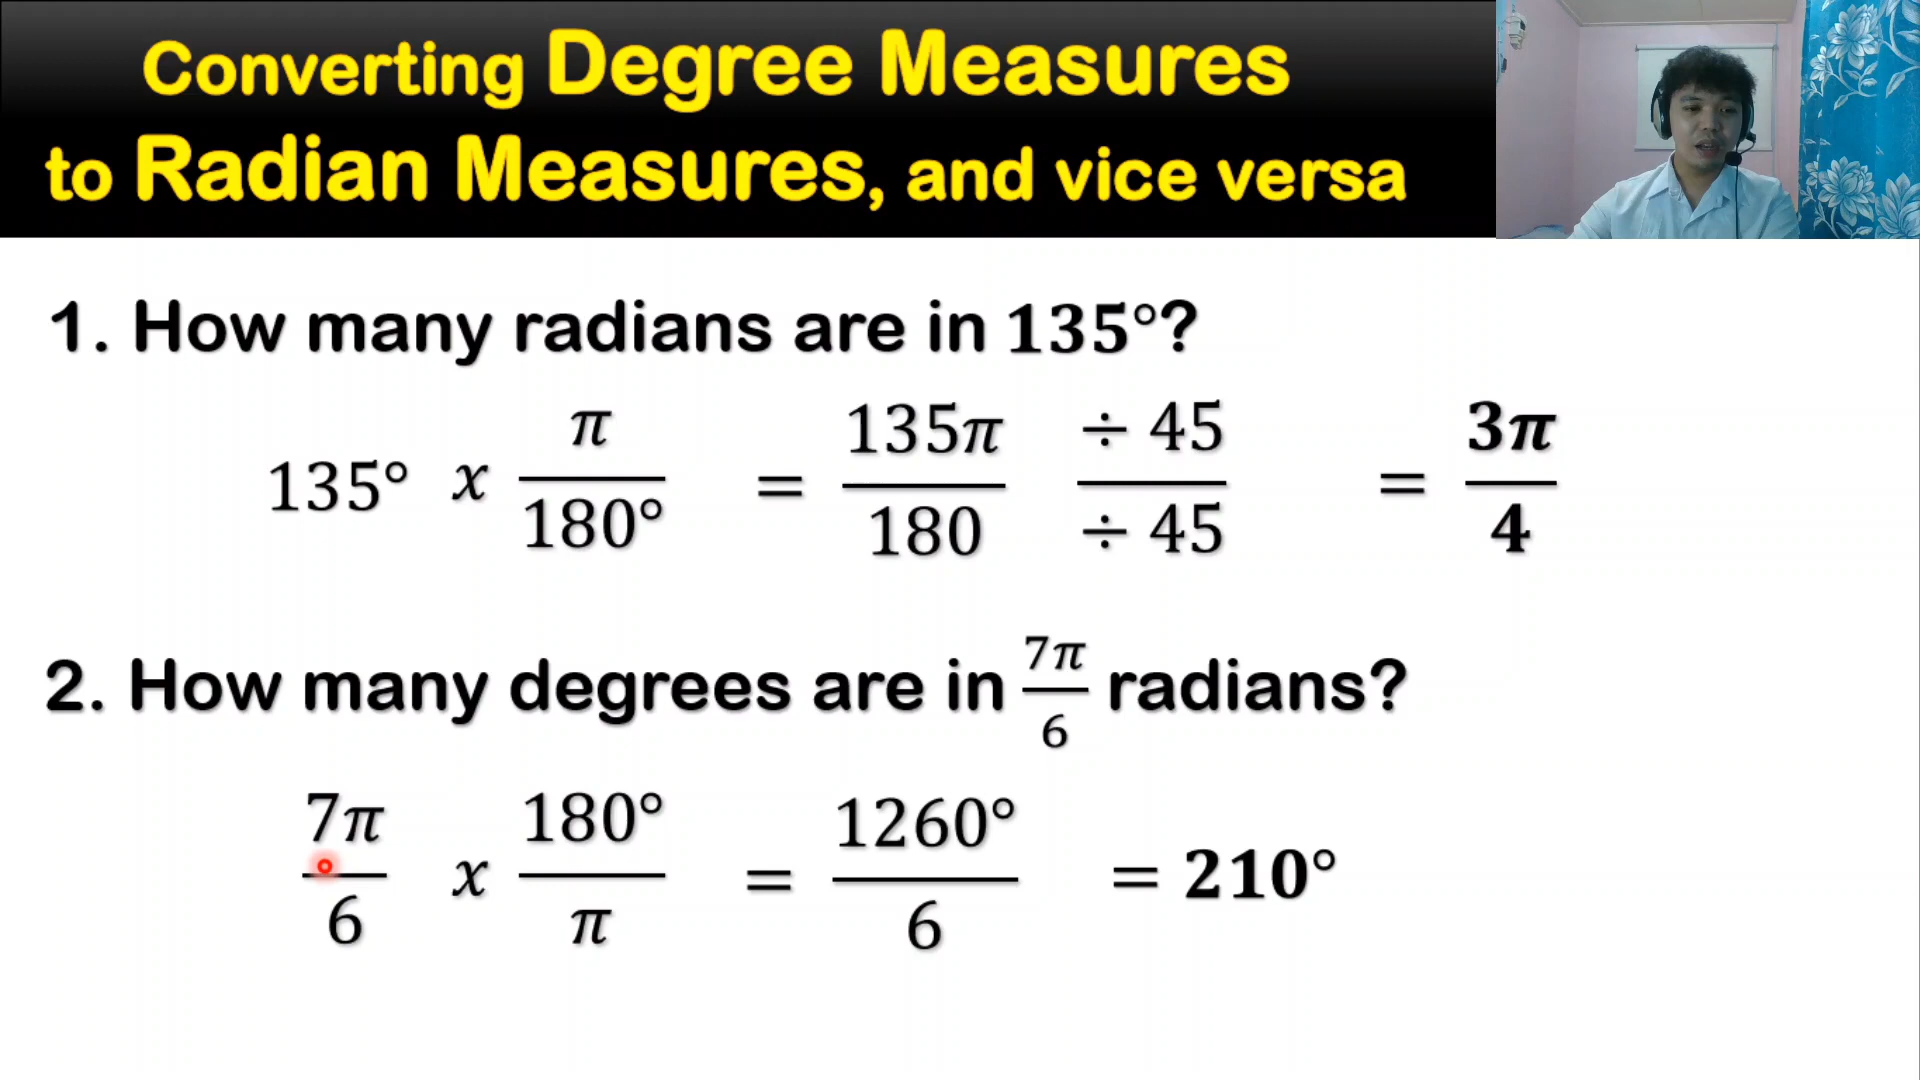 Converting Degree Measures
to Radian Measures, and vice versa
1. How many radians are in 135°?
135° x π/180° = 135π/180 ÷ 45/÷ 45 = 3π/4
2. How many degrees are in 7π/6 radians?
7π/6 x 180°/π = 1260°/6 = 210°